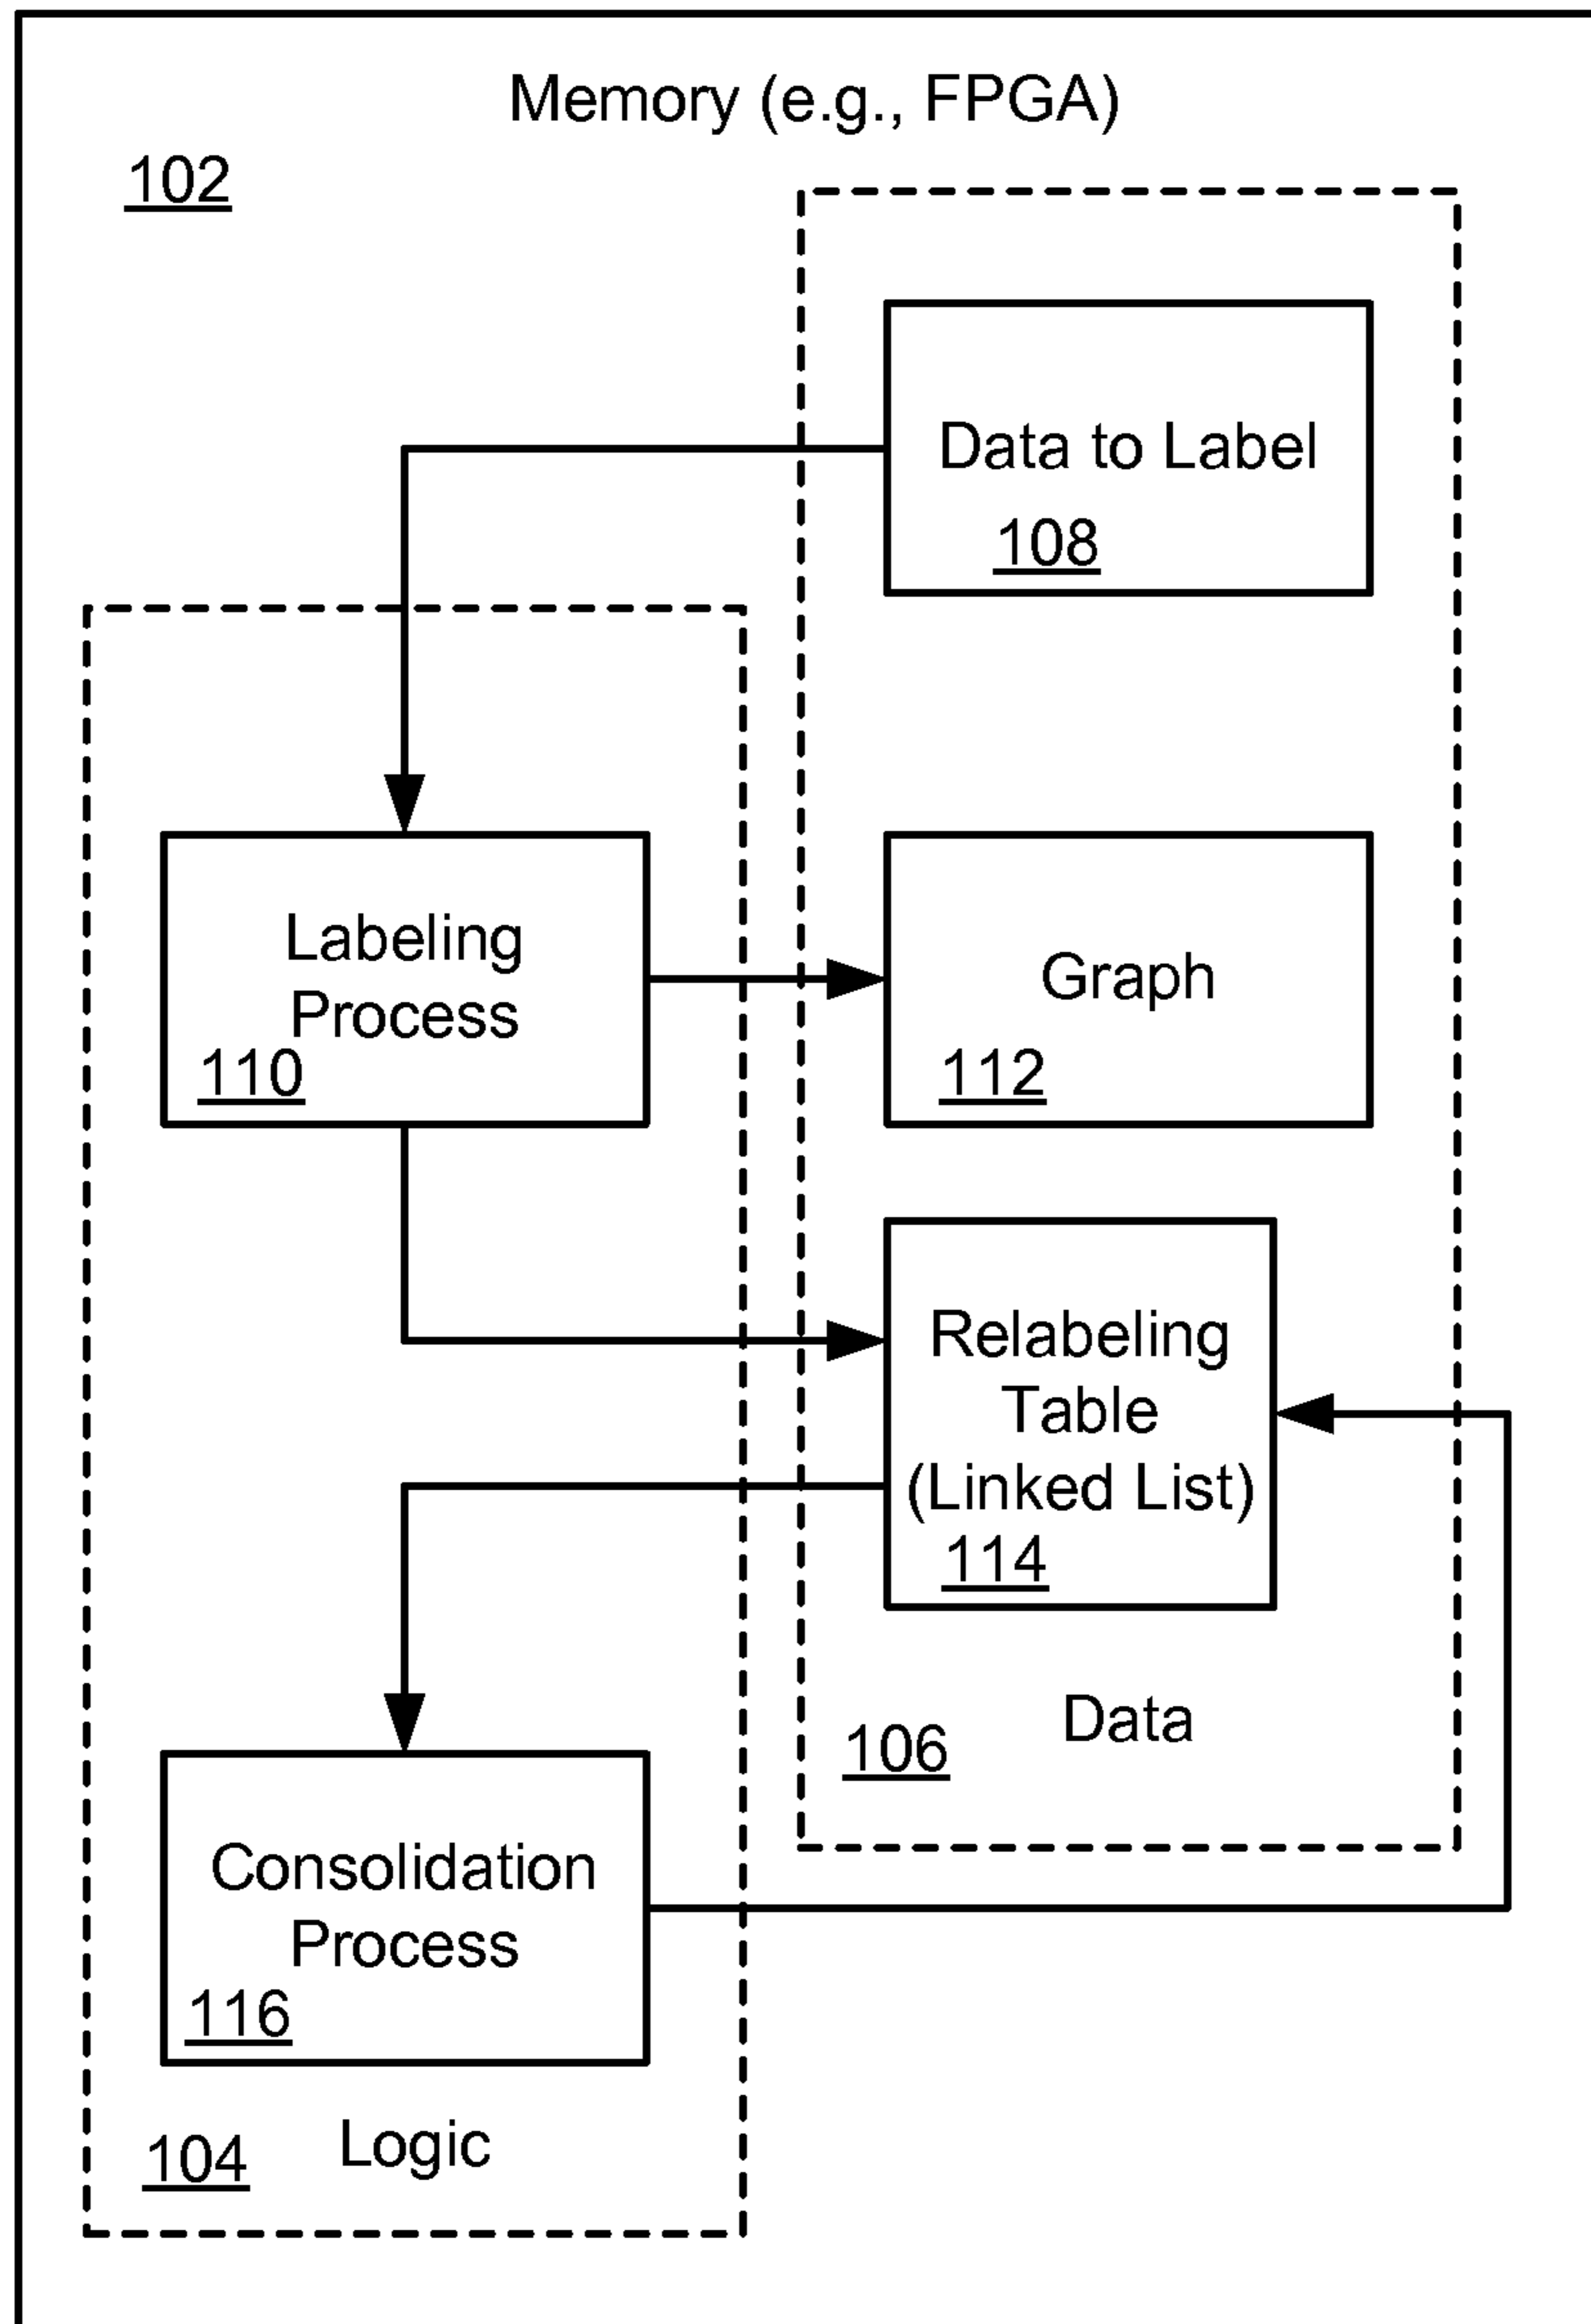 Memory (e.g., FPGA)
102
Data to Label
108
Labeling
Process
110
Graph
112
Relabeling
Table
(Linked List)
114
Data
106
Consolidation
Process
116
Logic
104